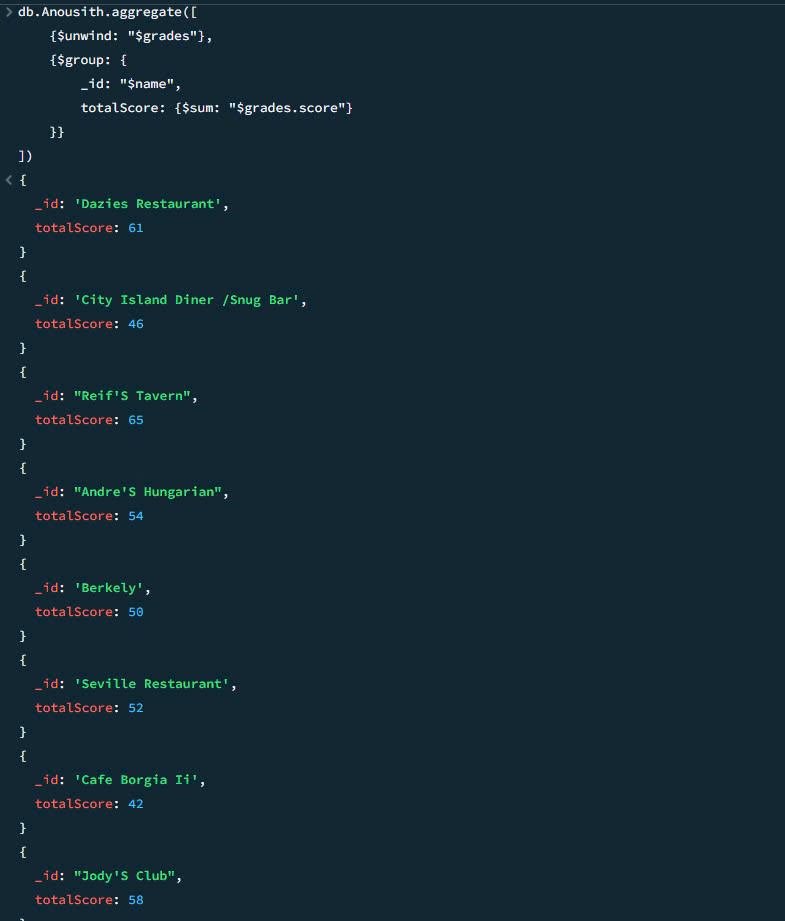 > db.Anousith.aggregate([
    {$unwind: "$grades"},
    {$group: {
        _id: "$name",
        totalScore: {$sum: "$grades.score"}
    }}
])
< {
  _id: 'Dazies Restaurant',
  totalScore: 61
}
{
  _id: 'City Island Diner /Snug Bar',
  totalScore: 46
}
{
  _id: "Reif'S Tavern",
  totalScore: 65
}
{
  _id: "Andre'S Hungarian",
  totalScore: 54
}
{
  _id: 'Berkely',
  totalScore: 50
}
{
  _id: 'Seville Restaurant',
  totalScore: 52
}
{
  _id: 'Cafe Borgia Ii',
  totalScore: 42
}
{
  _id: "Jody'S Club",
  totalScore: 58
}